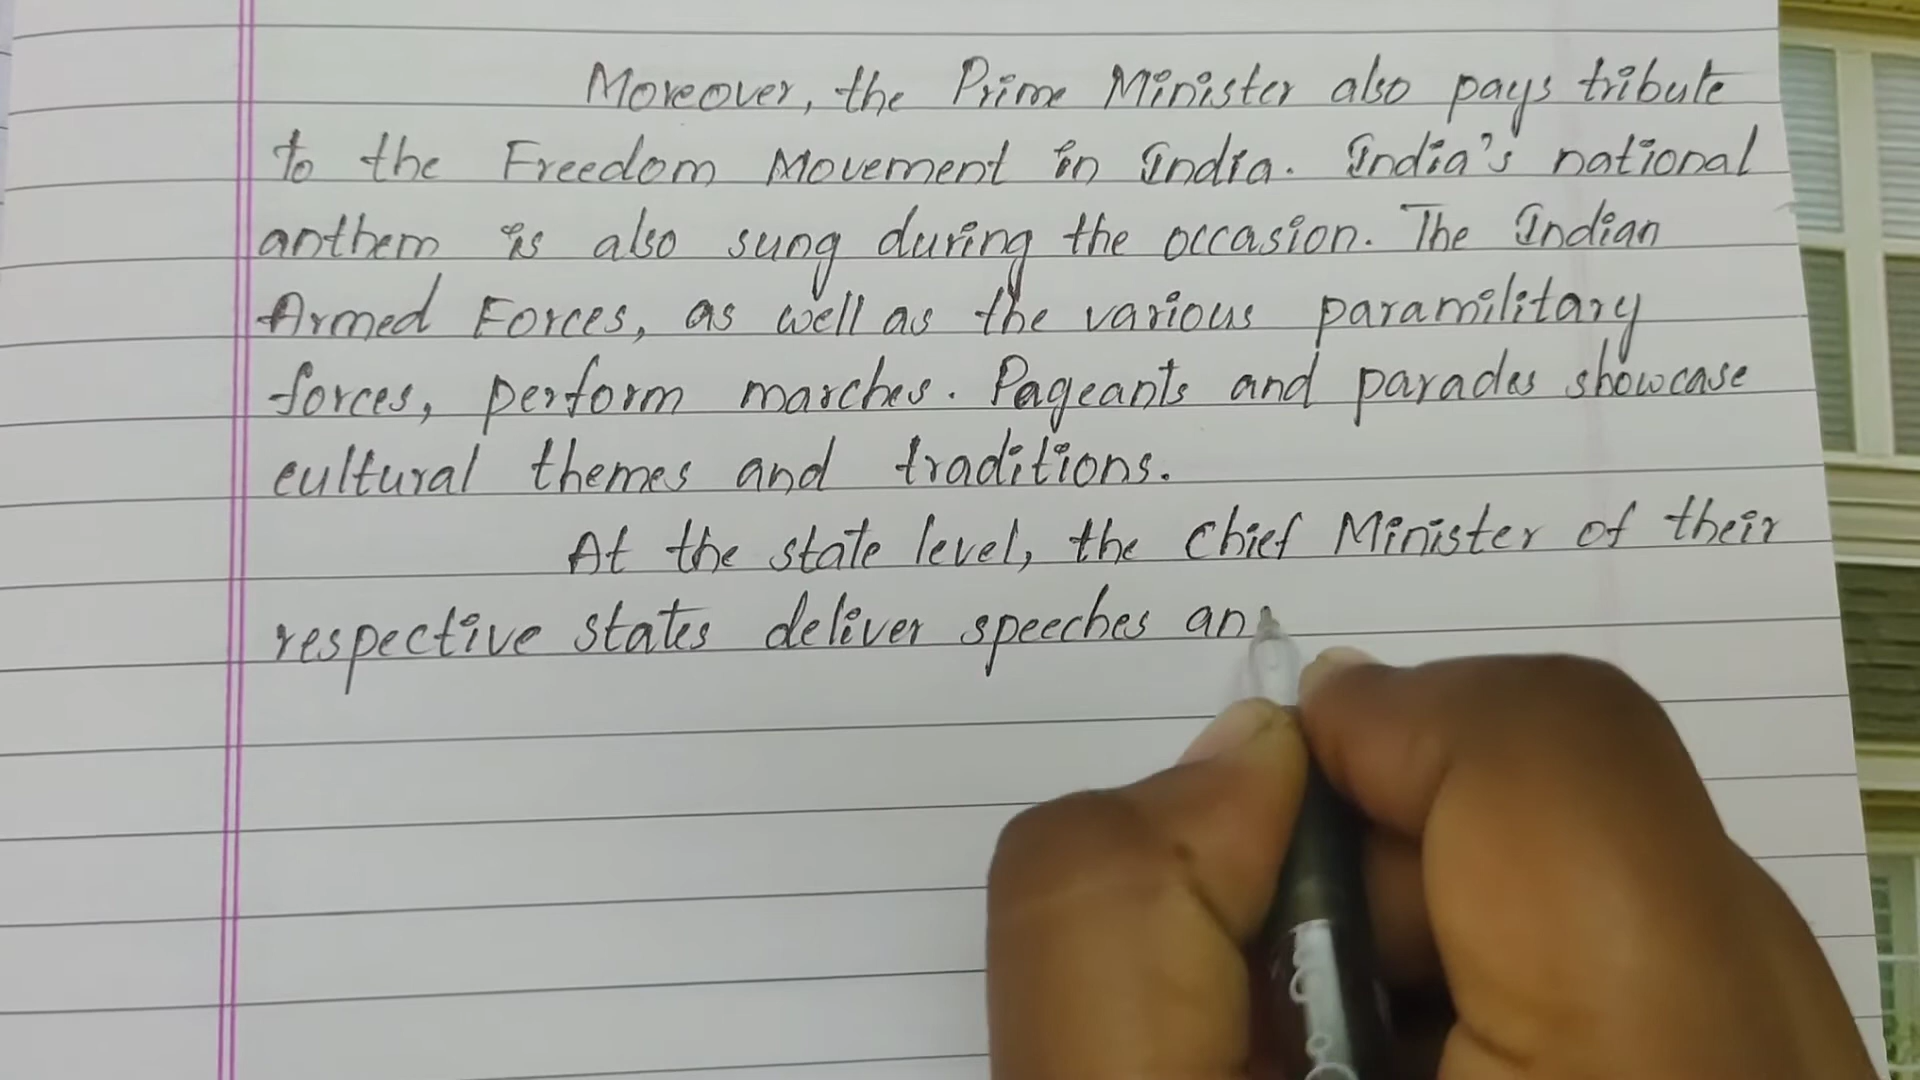 Moreover, the Prime Minister also pays tribute
to the Freedom Movement in India. India's national
anthem is also sung during the occasion. The Indian
Armed Forces, as well as the various paramilitary
forces, perform marches. Pageants and parades showcase
cultural themes and traditions.
At the state level, the Chief Minister of their
respective states deliver speeches an